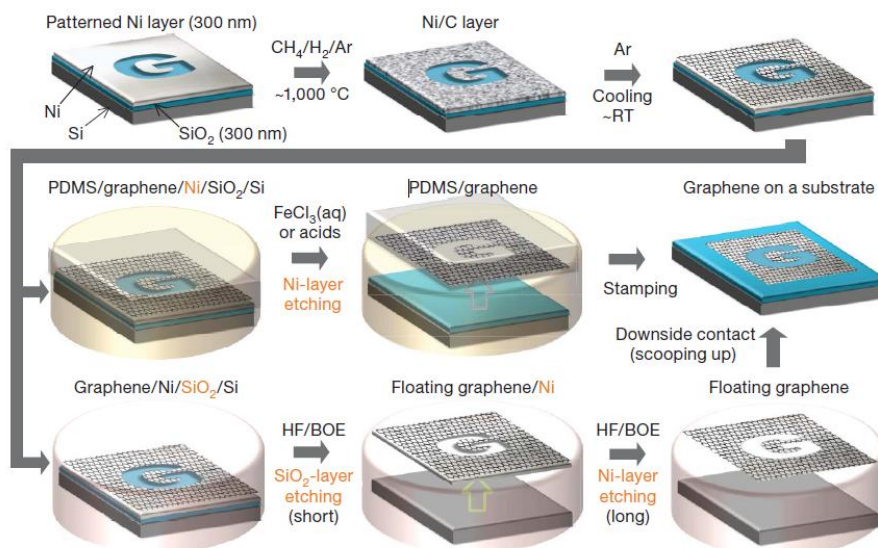 Patterned Ni layer (300 nm)
Ni
Si
SiO₂ (300 nm)
CH₄/H₂/Ar
~1,000 °C
Ni/C layer
Ar
Cooling
~RT
PDMS/graphene/Ni/SiO₂/Si
FeCl₃(aq)
or acids
Ni-layer
etching
PDMS/graphene
Stamping
Graphene on a substrate
Downside contact
(scooping up)
Graphene/Ni/SiO₂/Si
HF/BOE
SiO₂-layer
etching
(short)
Floating graphene/Ni
HF/BOE
Ni-layer
etching
(long)
Floating graphene